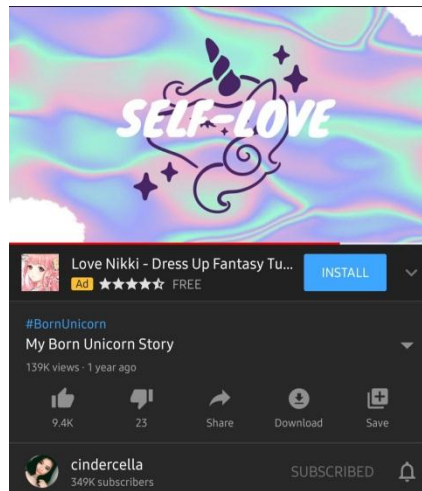 SELF-LOVE
Love Nikki - Dress Up Fantasy Tu...
INSTALL
Ad
FREE
#BornUnicorn
My Born Unicorn Story
139K views · 1 year ago
9.4K
23
Share
Download
Save
cindercella
SUBSCRIBED
349K subscribers